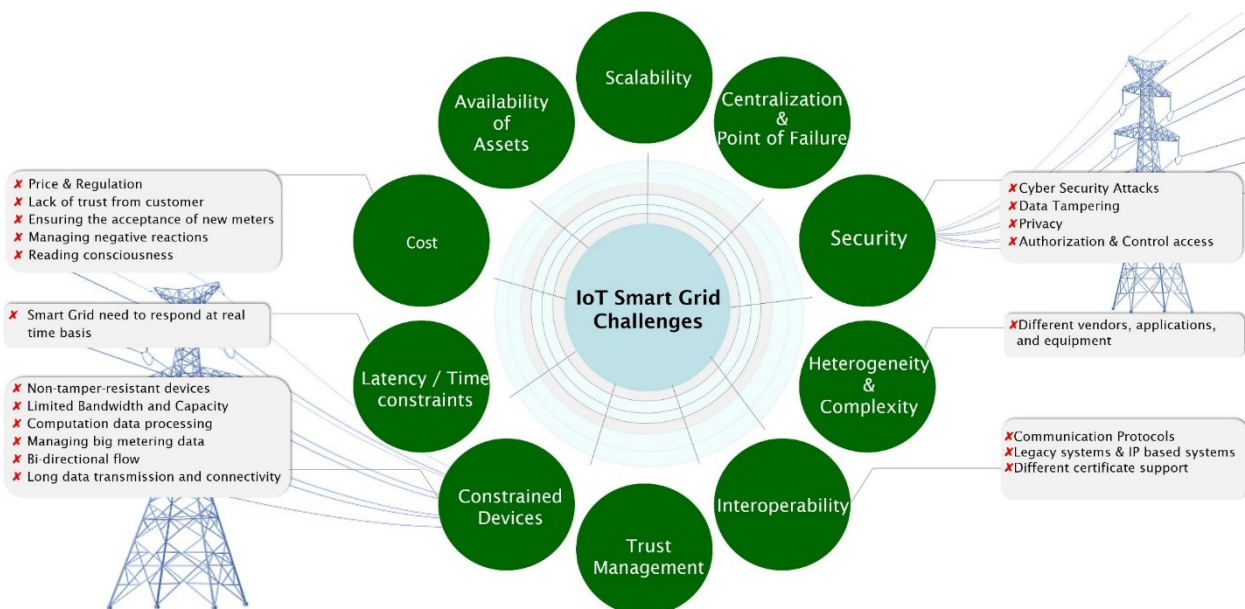 Scalability
Availability
of
Assets
Centralization
&
Point of Failure
✘ Price & Regulation
✘ Lack of trust from customer
✘ Ensuring the acceptance of new meters
✘ Managing negative reactions
✘ Reading consciousness
Cost
Security
✘Cyber Security Attacks
✘Data Tampering
✘Privacy
✘Authorization & Control access
IoT Smart Grid
Challenges
✘ Smart Grid need to respond at real
time basis
Latency / Time
constraints
Heterogeneity
&
Complexity
✘Different vendors, applications,
and equipment
✘ Non-tamper-resistant devices
✘ Limited Bandwidth and Capacity
✘ Computation data processing
✘ Managing big metering data
✘ Bi-directional flow
✘ Long data transmission and connectivity
Constrained
Devices
Trust
Management
Interoperability
✘Communication Protocols
✘Legacy systems & IP based systems
✘Different certificate support